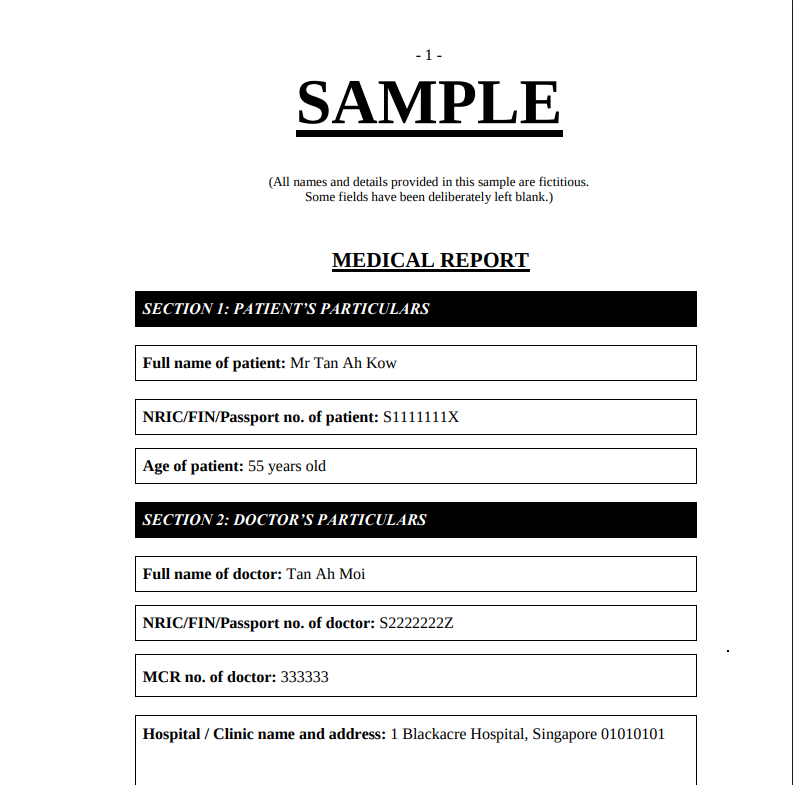 - 1 -
SAMPLE
(All names and details provided in this sample are fictitious.
Some fields have been deliberately left blank.)
MEDICAL REPORT
SECTION 1: PATIENT’S PARTICULARS
Full name of patient: Mr Tan Ah Kow
NRIC/FIN/Passport no. of patient: S1111111X
Age of patient: 55 years old
SECTION 2: DOCTOR’S PARTICULARS
Full name of doctor: Tan Ah Moi
NRIC/FIN/Passport no. of doctor: S2222222Z
MCR no. of doctor: 333333
Hospital / Clinic name and address: 1 Blackacre Hospital, Singapore 01010101